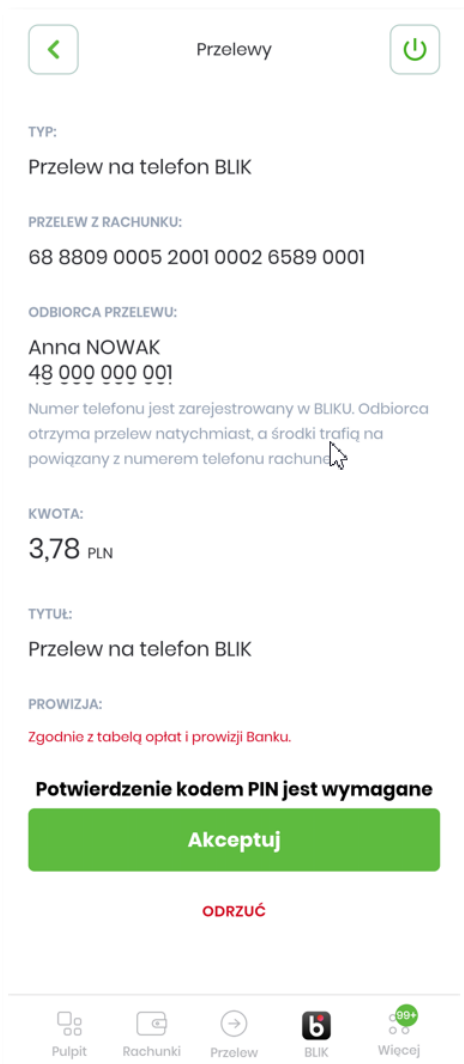 Przelewy
TYP:
Przelew na telefon BLIK
PRZELEW Z RACHUNKU:
68 8809 0005 2001 0002 6589 0001
ODBIORCA PRZELEWU:
Anna NOWAK
48 000 000 001
Numer telefonu jest zarejestrowany w BLIKU. Odbiorca
otrzyma przelew natychmiast, a środki trafią na
powiązany z numerem telefonu rachune
KWOTA:
3,78 PLN
TYTUŁ:
Przelew na telefon BLIK
PROWIZJA:
Zgodnie z tabelą opłat i prowizji Banku.
Potwierdzenie kodem PIN jest wymagane
Akceptuj
ODRZUĆ
99+
Pulpit Rachunki Przelew BLIK Więcej